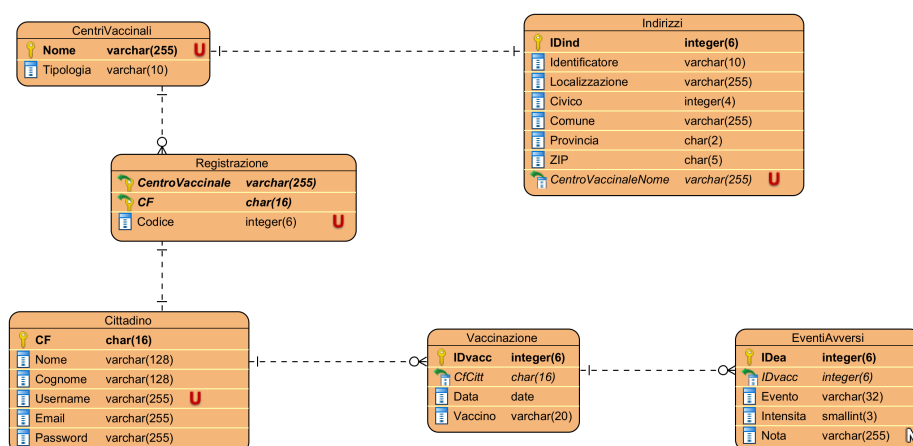 CentriVaccinali
Nome varchar(255) U
Tipologia varchar(10)
Indirizzi
IDind integer(6)
Identificatore varchar(10)
Localizzazione varchar(255)
Civico integer(4)
Comune varchar(255)
Provincia char(2)
ZIP char(5)
CentroVaccinaleNome varchar(255) U
Registrazione
CentroVaccinale varchar(255)
CF char(16)
Codice integer(6) U
Cittadino
CF char(16)
Nome varchar(128)
Cognome varchar(128)
Username varchar(255) U
Email varchar(255)
Password varchar(255)
Vaccinazione
IDvacc integer(6)
CfCitt char(16)
Data date
Vaccino varchar(20)
EventiAvversi
IDea integer(6)
IDvacc integer(6)
Evento varchar(32)
Intensita smallint(3)
Nota varchar(255)